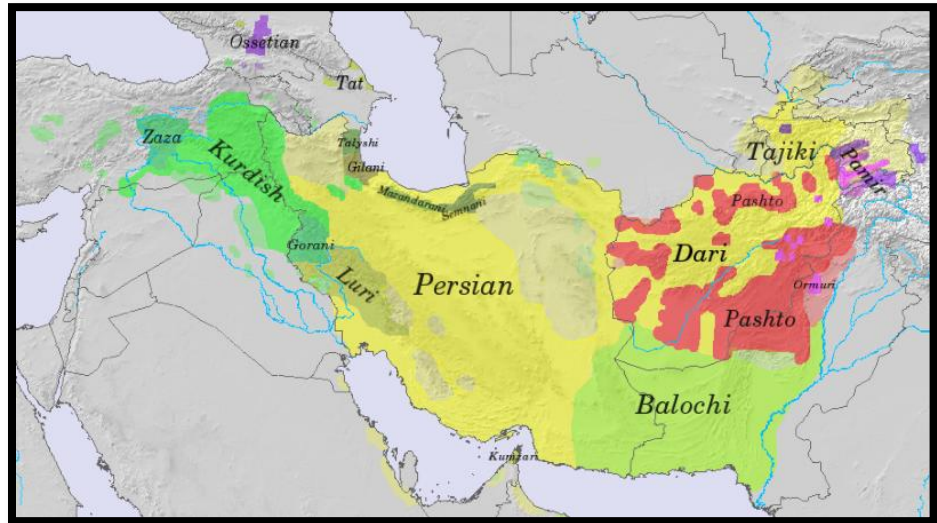 Ossetian
Tat
Zaza
Kurdish
Talyshi
Gilani
Mazandarani
Semnani
Tajiki
Pamir
Pashto
Gorani
Luri
Persian
Dari
Ormuri
Pashto
Balochi
Kumzari